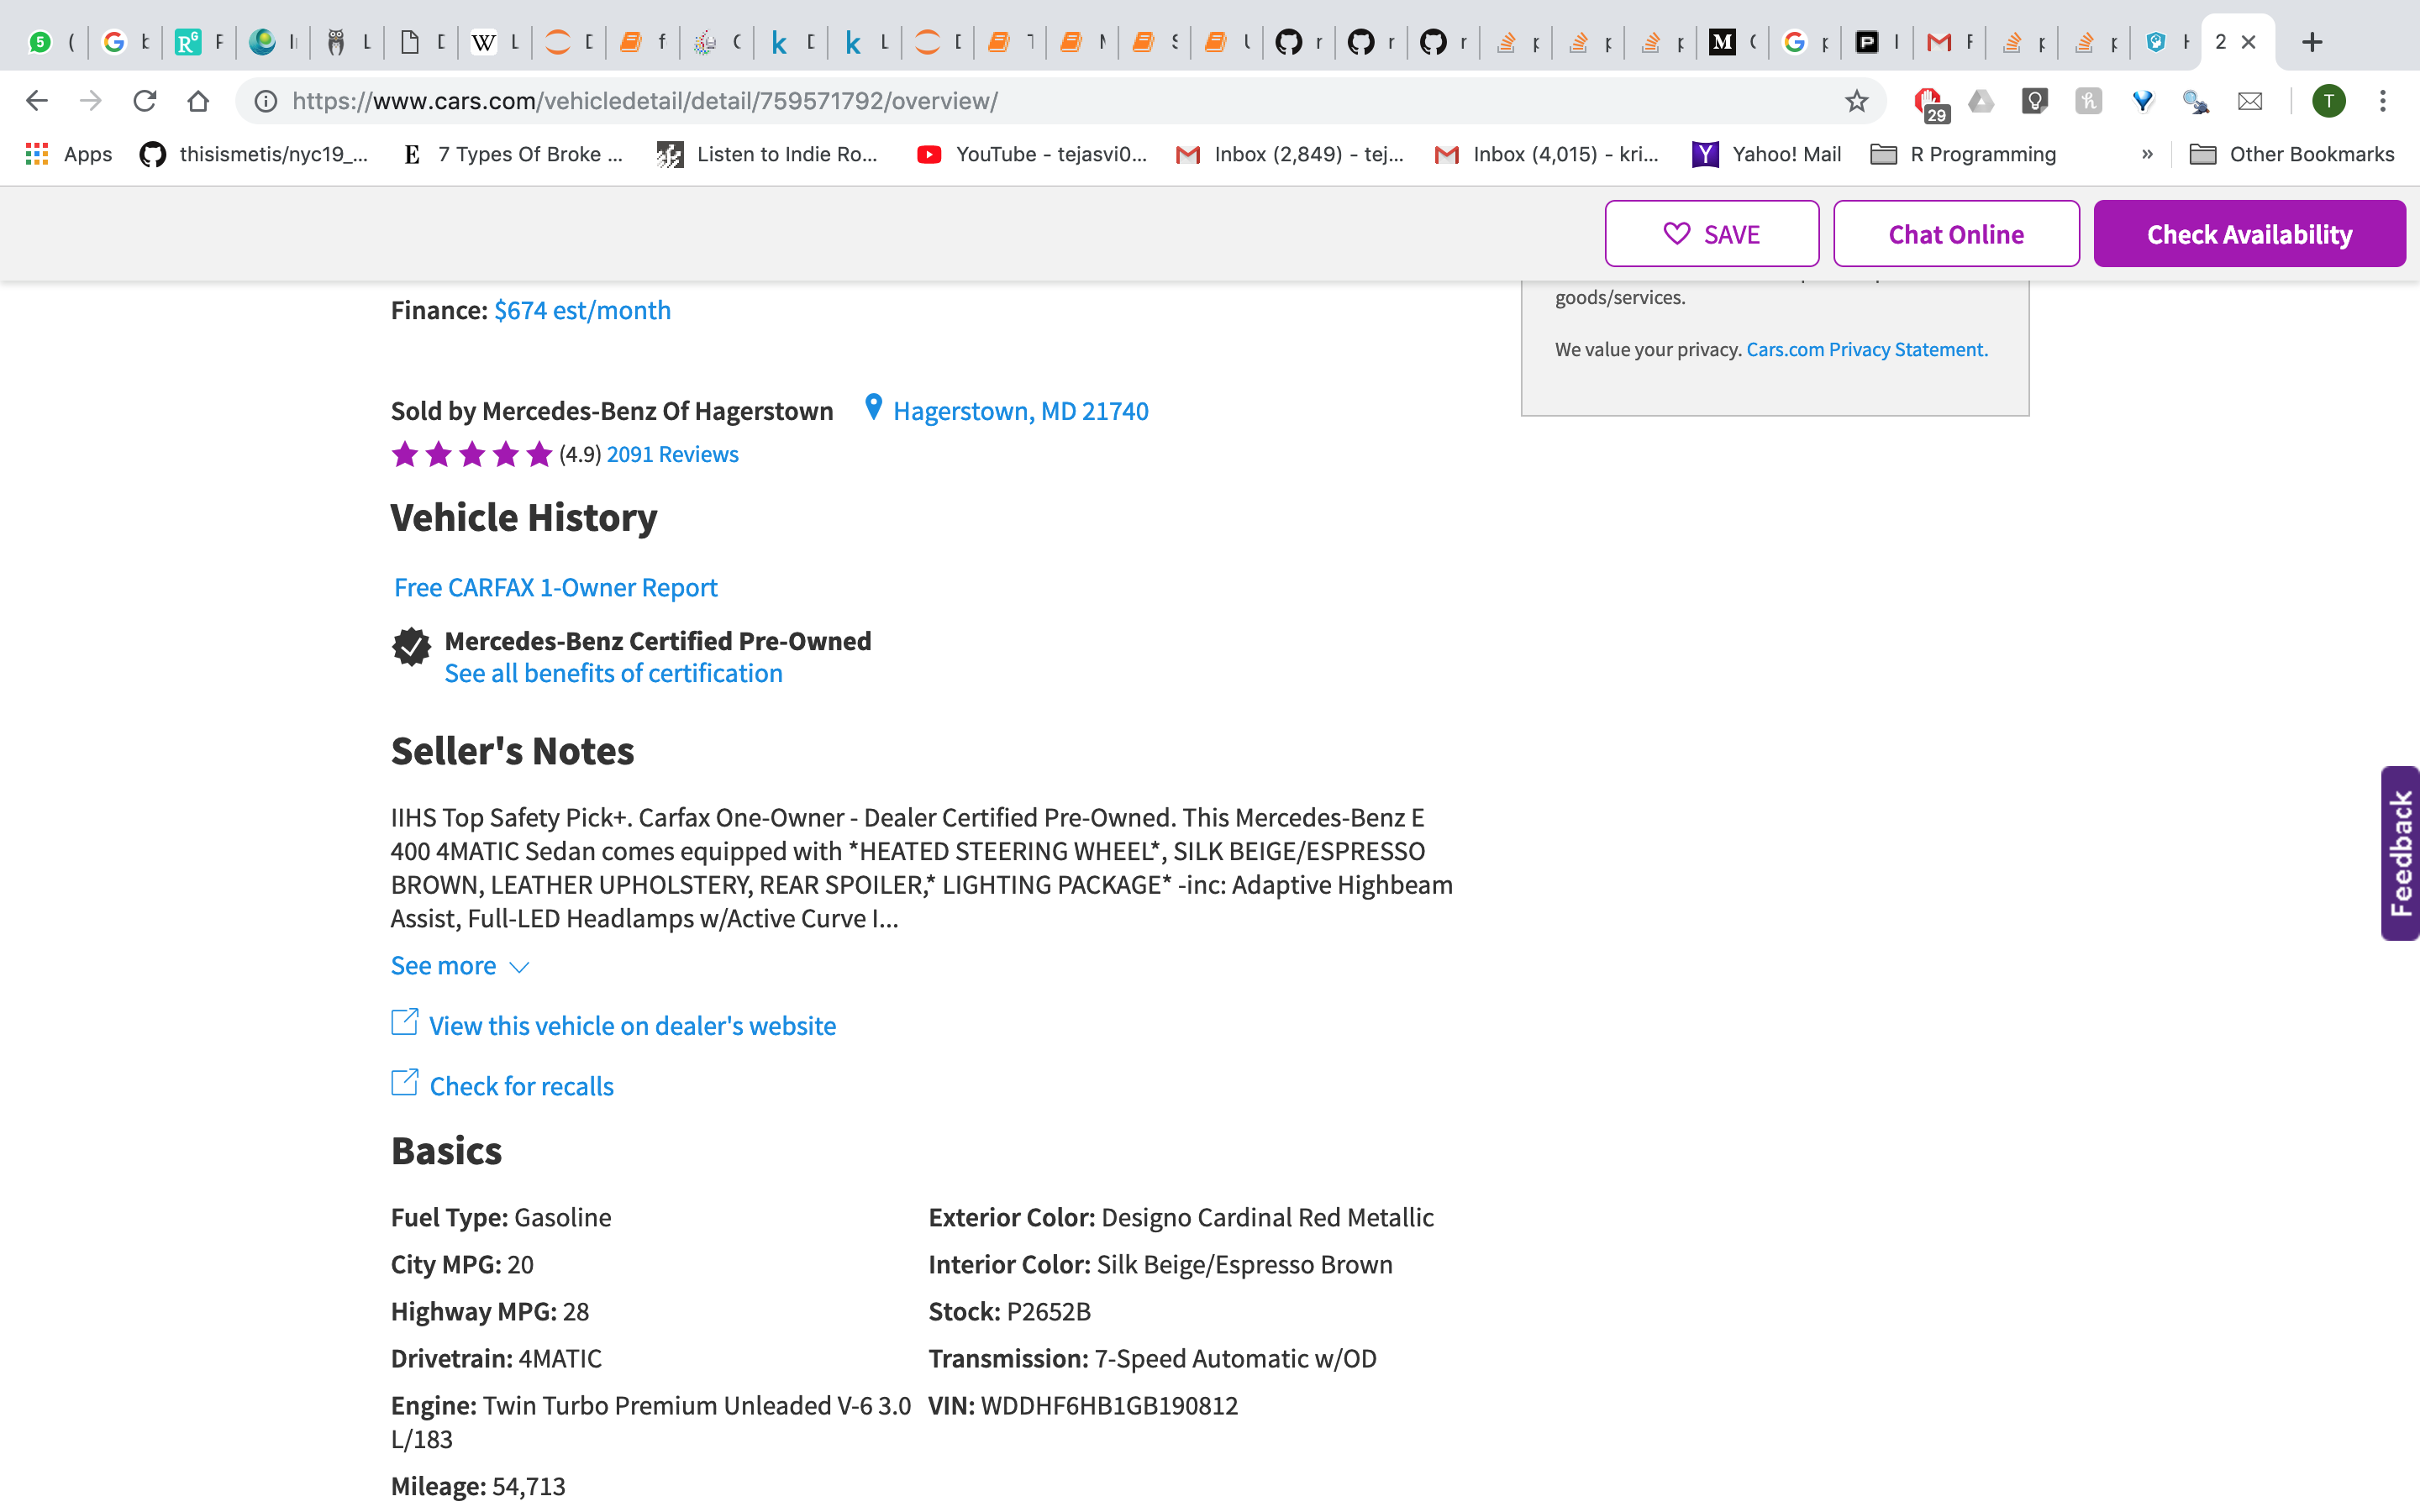 5 ( G b R^G F I L D W L D f C k D k L D T N S U r r r p p p M ( G p P I F p p H 2
https://www.cars.com/vehicledetail/detail/759571792/overview/ 29 h T
Apps thisismetis/nyc19_... E 7 Types Of Broke ... Listen to Indie Ro... YouTube - tejasvi0... Inbox (2,849) - tej... Inbox (4,015) - kri... Y Yahoo! Mail R Programming » Other Bookmarks
SAVE Chat Online Check Availability
goods/services.
Finance: $674 est/month
We value your privacy. Cars.com Privacy Statement.
Sold by Mercedes-Benz Of Hagerstown Hagerstown, MD 21740
(4.9) 2091 Reviews
Vehicle History
Free CARFAX 1-Owner Report
Mercedes-Benz Certified Pre-Owned
See all benefits of certification
Seller's Notes
IIHS Top Safety Pick+. Carfax One-Owner - Dealer Certified Pre-Owned. This Mercedes-Benz E
400 4MATIC Sedan comes equipped with *HEATED STEERING WHEEL*, SILK BEIGE/ESPRESSO
BROWN, LEATHER UPHOLSTERY, REAR SPOILER,* LIGHTING PACKAGE* -inc: Adaptive Highbeam
Assist, Full-LED Headlamps w/Active Curve I...
See more
View this vehicle on dealer's website
Check for recalls
Feedback
Basics
Fuel Type: Gasoline
City MPG: 20
Highway MPG: 28
Drivetrain: 4MATIC
Engine: Twin Turbo Premium Unleaded V-6 3.0
L/183
Mileage: 54,713
Exterior Color: Designo Cardinal Red Metallic
Interior Color: Silk Beige/Espresso Brown
Stock: P2652B
Transmission: 7-Speed Automatic w/OD
VIN: WDDHF6HB1GB190812